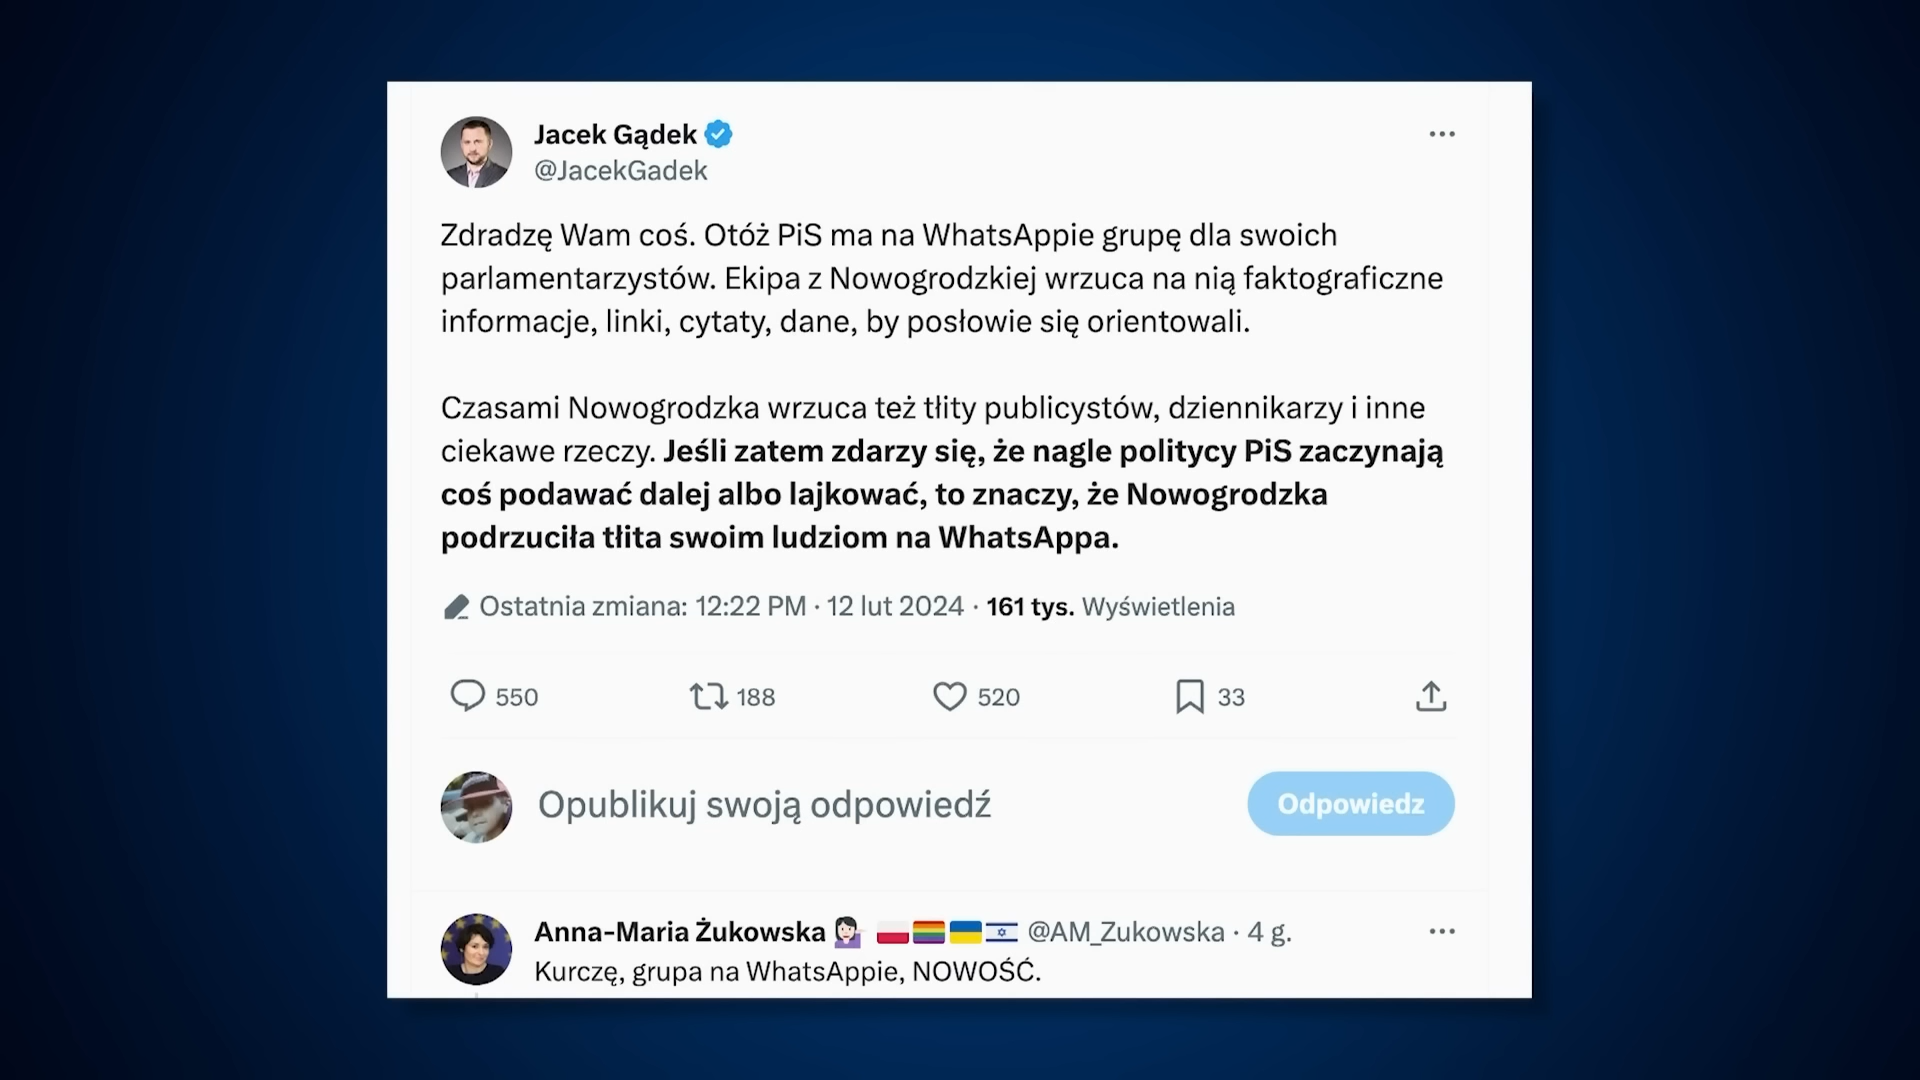 Jacek Gądek
@JacekGadek
Zdradzę Wam coś. Otóż PiS ma na WhatsAppie grupę dla swoich
parlamentarzystów. Ekipa z Nowogrodzkiej wrzuca na nią faktograficzne
informacje, linki, cytaty, dane, by posłowie się orientowali.
Czasami Nowogrodzka wrzuca też tłity publicystów, dziennikarzy i inne
ciekawe rzeczy. Jeśli zatem zdarzy się, że nagle politycy PiS zaczynają
coś podawać dalej albo lajkować, to znaczy, że Nowogrodzka
podrzuciła tłita swoim ludziom na WhatsAppa.
Ostatnia zmiana: 12:22 PM · 12 lut 2024 · 161 tys. Wyświetlenia
550 188 520 33
Opublikuj swoją odpowiedź Odpowiedz
Anna-Maria Żukowska @AM_Zukowska · 4 g.
Kurczę, grupa na WhatsAppie, NOWOŚĆ.